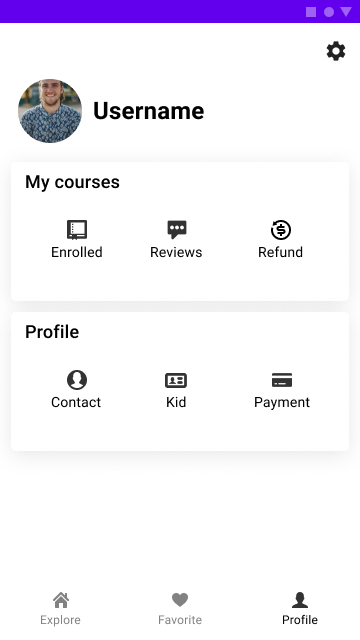 Username
My courses
Enrolled Reviews Refund
Profile
Contact Kid Payment
Explore Favorite Profile